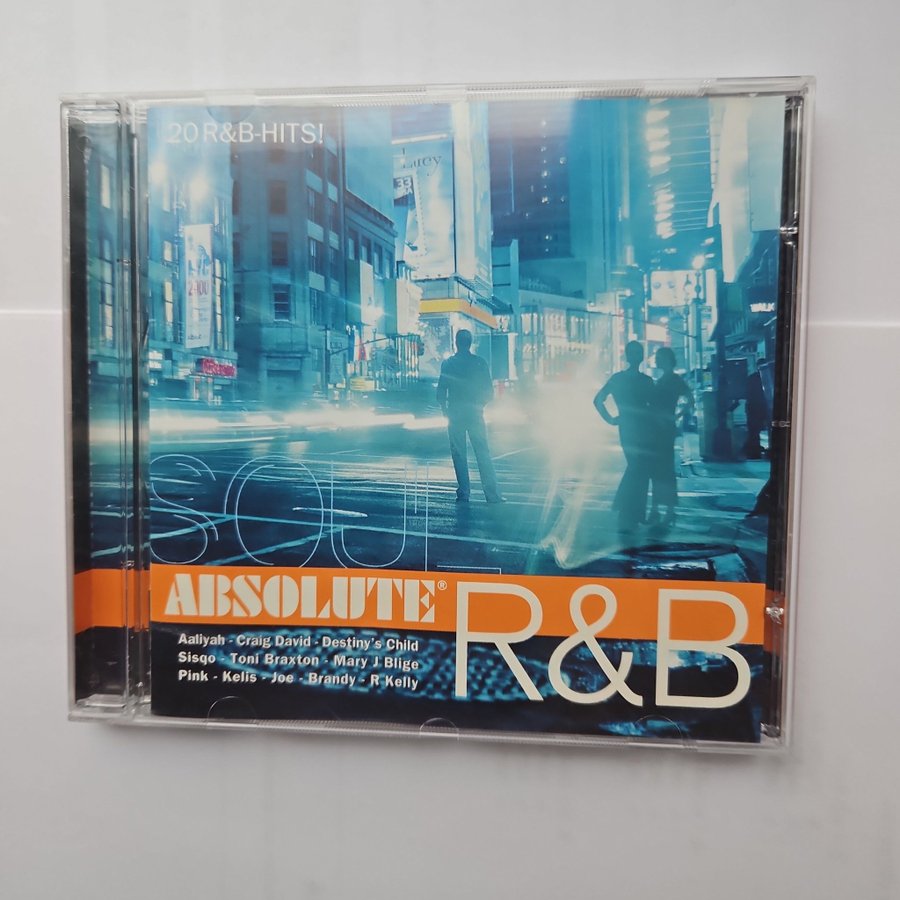 20 R&B-HITS!
Lucy
SOUL
ABSOLUTE®
R&B
Aaliyah - Craig David - Destiny's Child
Sisqo - Toni Braxton - Mary J Blige
Pink - Kelis - Joe - Brandy - R Kelly